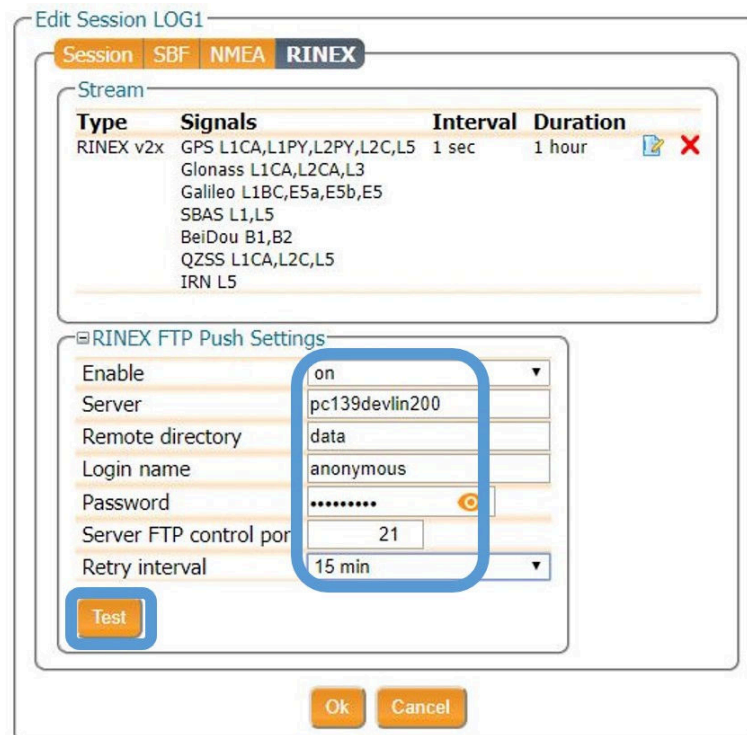 Edit Session LOG1
Session SBF NMEA RINEX
Stream
Type Signals Interval Duration
RINEX v2x GPS L1CA,L1PY,L2PY,L2C,L5 1 sec 1 hour
Glonass L1CA,L2CA,L3
Galileo L1BC,E5a,E5b,E5
SBAS L1,L5
BeiDou B1,B2
QZSS L1CA,L2C,L5
IRN L5
RINEX FTP Push Settings
Enable on
Server pc139devlin200
Remote directory data
Login name anonymous
Password •••••••••
Server FTP control por 21
Retry interval 15 min
Test
Ok Cancel